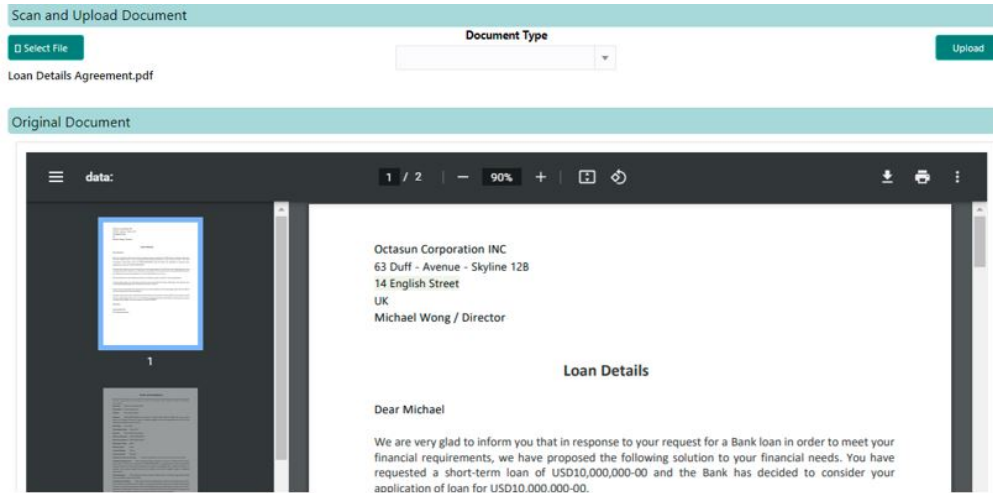 Scan and Upload Document
Select File
Document Type
Upload
Loan Details Agreement.pdf
Original Document
data:
1 / 2 | − 90% + |
1
Octasun Corporation INC
63 Duff - Avenue - Skyline 12B
14 English Street
UK
Michael Wong / Director
Loan Details
Dear Michael
We are very glad to inform you that in response to your request for a Bank loan in order to meet your
financial requirements, we have proposed the following solution to your financial needs. You have
requested a short-term loan of USD10,000,000-00 and the Bank has decided to consider your
application of loan for USD10.000.000-00.